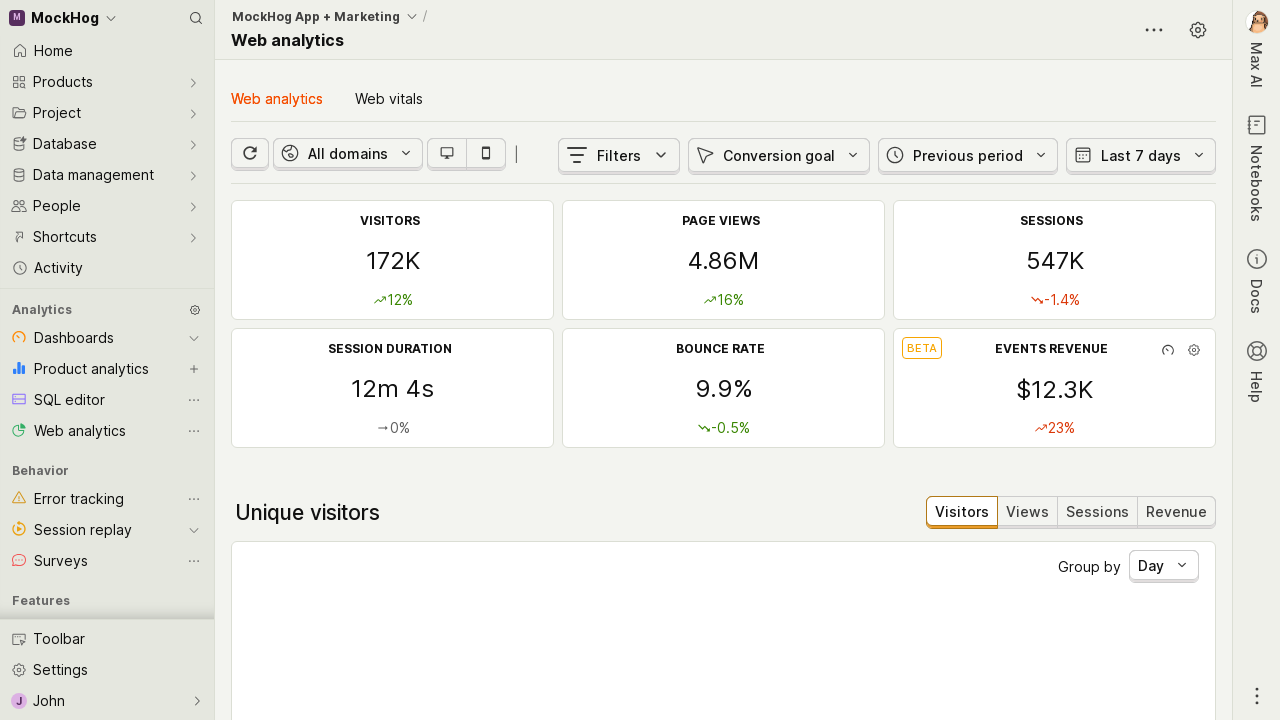 M MockHog
Home
Products
Project
Database
Data management
People
Shortcuts
Activity
Analytics
Dashboards
Product analytics
SQL editor
Web analytics
Behavior
Error tracking
Session replay
Surveys
Features
Toolbar
Settings
J John
MockHog App + Marketing /
Web analytics
Web analytics Web vitals
All domains Filters Conversion goal Previous period Last 7 days
VISITORS
172K
12%
PAGE VIEWS
4.86M
16%
SESSIONS
547K
-1.4%
SESSION DURATION
12m 4s
0%
BOUNCE RATE
9.9%
-0.5%
BETA EVENTS REVENUE
$12.3K
23%
Unique visitors
Visitors Views Sessions Revenue
Group by Day
Max AI
Notebooks
Docs
Help